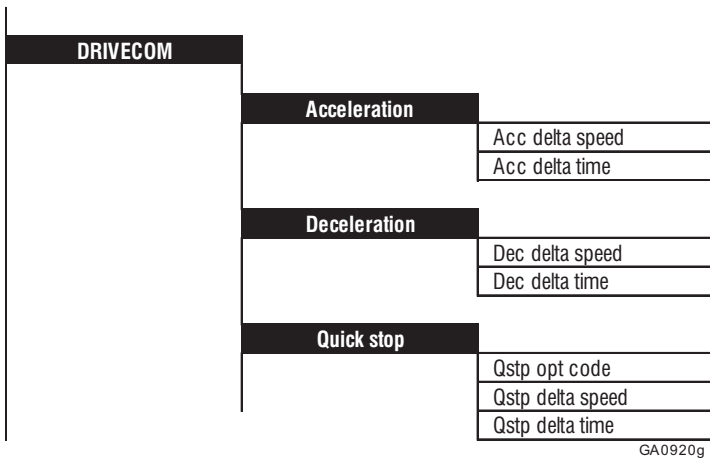 DRIVECOM
Acceleration
Acc delta speed
Acc delta time
Deceleration
Dec delta speed
Dec delta time
Quick stop
Qstp opt code
Qstp delta speed
Qstp delta time
GA0920g